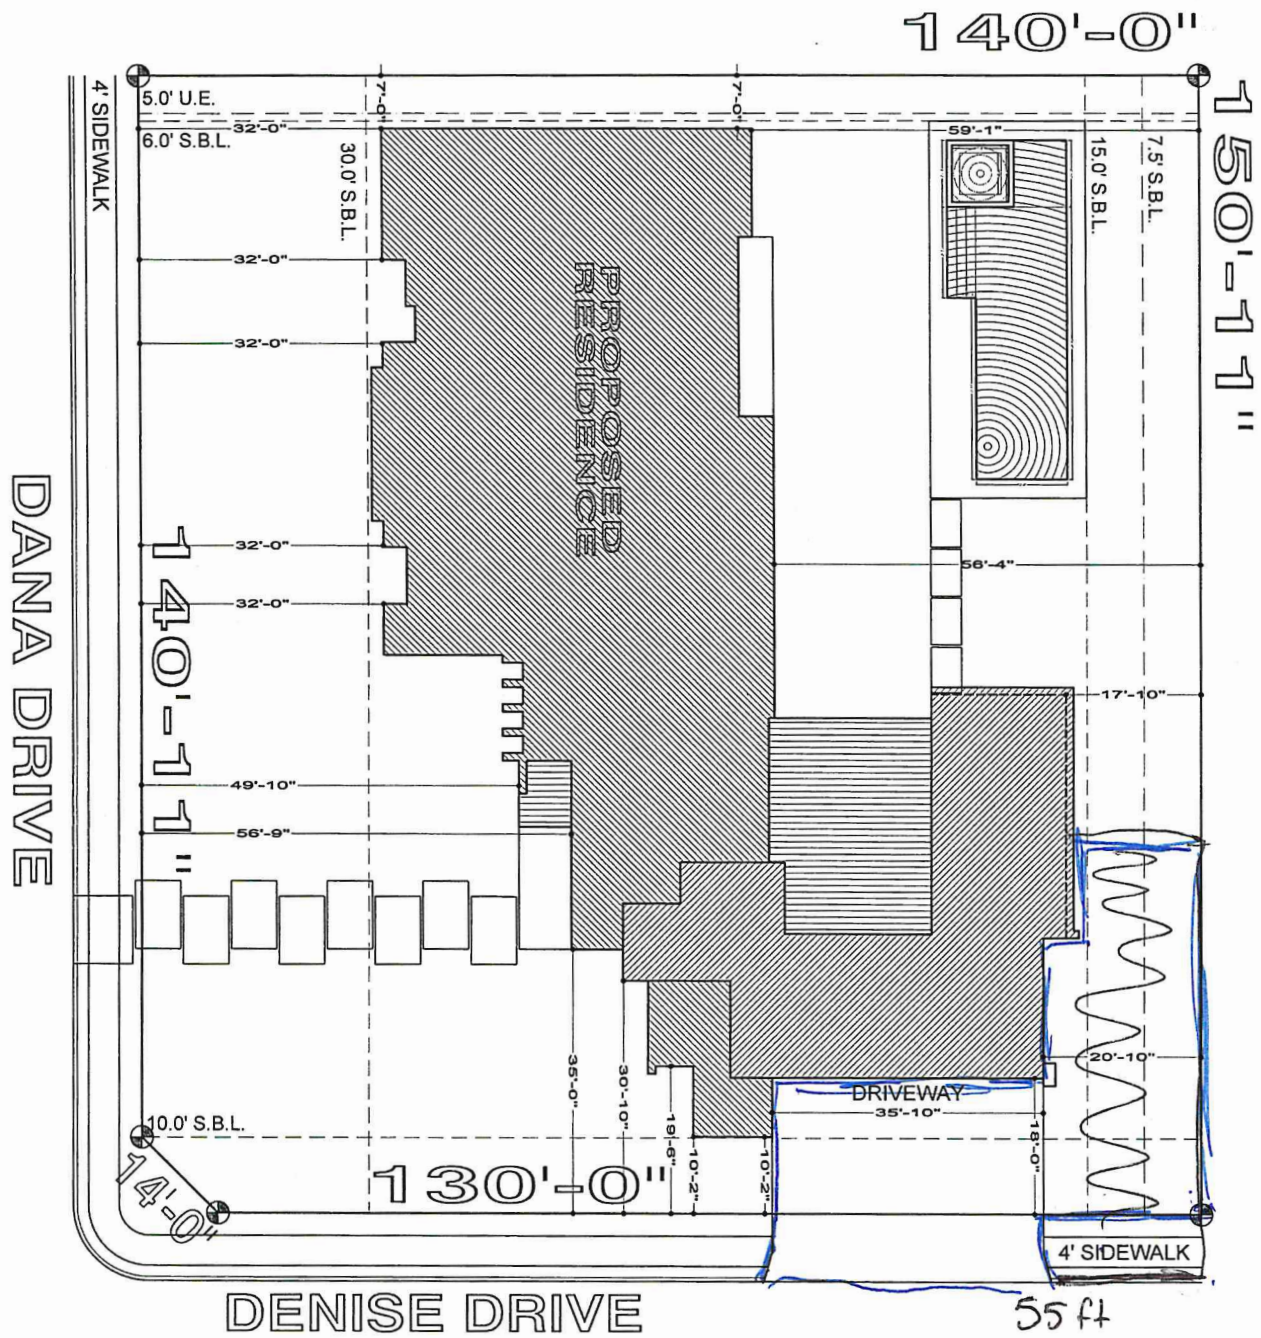 140'-0"
150'-11"
4' SIDEWALK
5.0' U.E.
7'-0"
7'-0"
32'-0"
6.0' S.B.L.
30.0' S.B.L.
59'-1"
15.0' S.B.L.
7.5' S.B.L.
32'-0"
PROPOSED
RESIDENCE
32'-0"
DANA DRIVE
140'-11"
32'-0"
56'-4"
32'-0"
17'-10"
49'-10"
56'-9"
35'-0"
30'-10"
19'-6"
10'-2"
10'-2"
20'-10"
DRIVEWAY
35'-10"
18'-0"
10.0' S.B.L.
14'-0"
130'-0"
4' SIDEWALK
DENISE DRIVE
55 ft